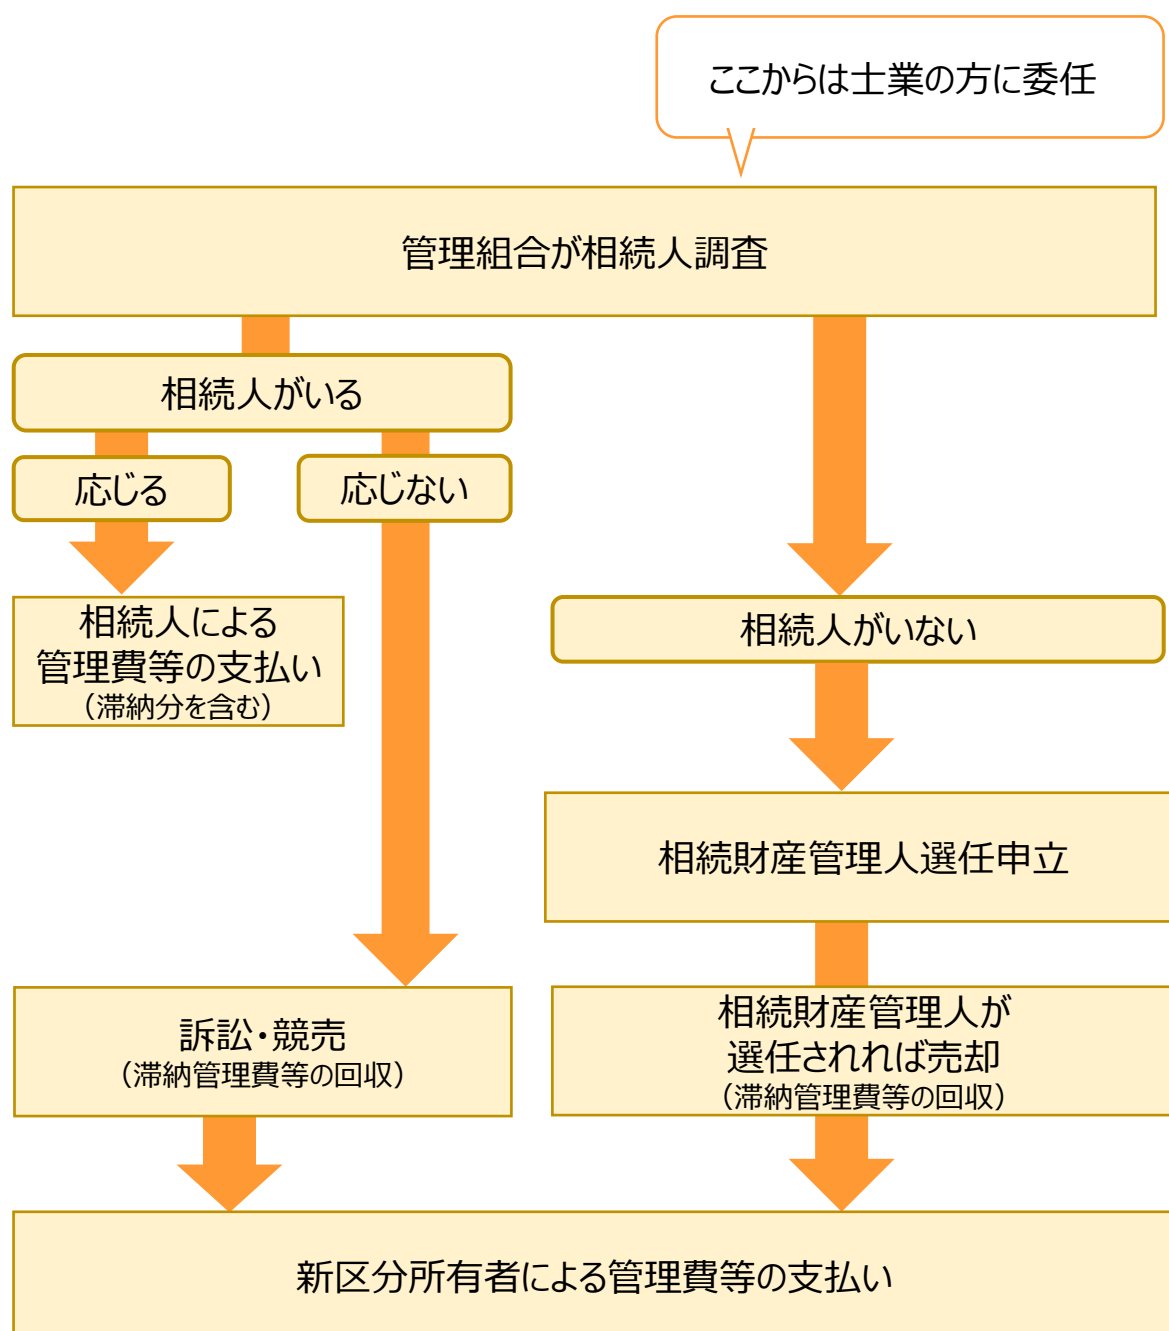 ここからは士業の方に委任
管理組合が相続人調査
相続人がいる
応じる
応じない
相続人による
管理費等の支払い
（滞納分を含む）
相続人がいない
相続財産管理人選任申立
訴訟・競売
（滞納管理費等の回収）
相続財産管理人が
選任されれば売却
（滞納管理費等の回収）
新区分所有者による管理費等の支払い